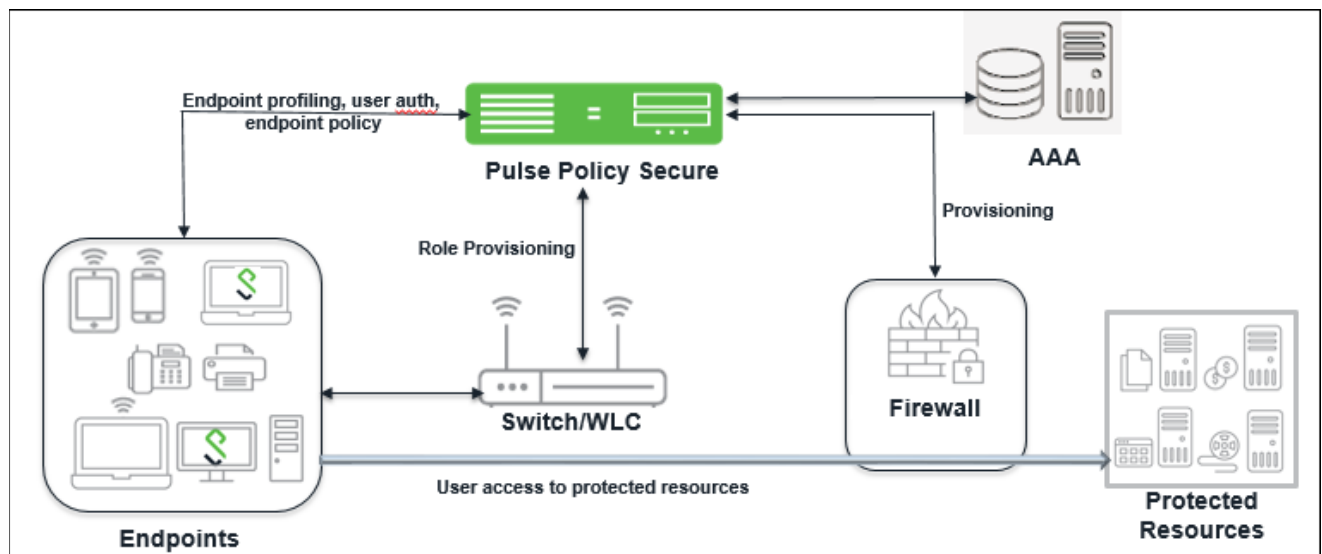 Endpoint profiling, user auth,
endpoint policy
Pulse Policy Secure
AAA
Role Provisioning
Provisioning
Firewall
Switch/WLC
User access to protected resources
Endpoints
Protected
Resources